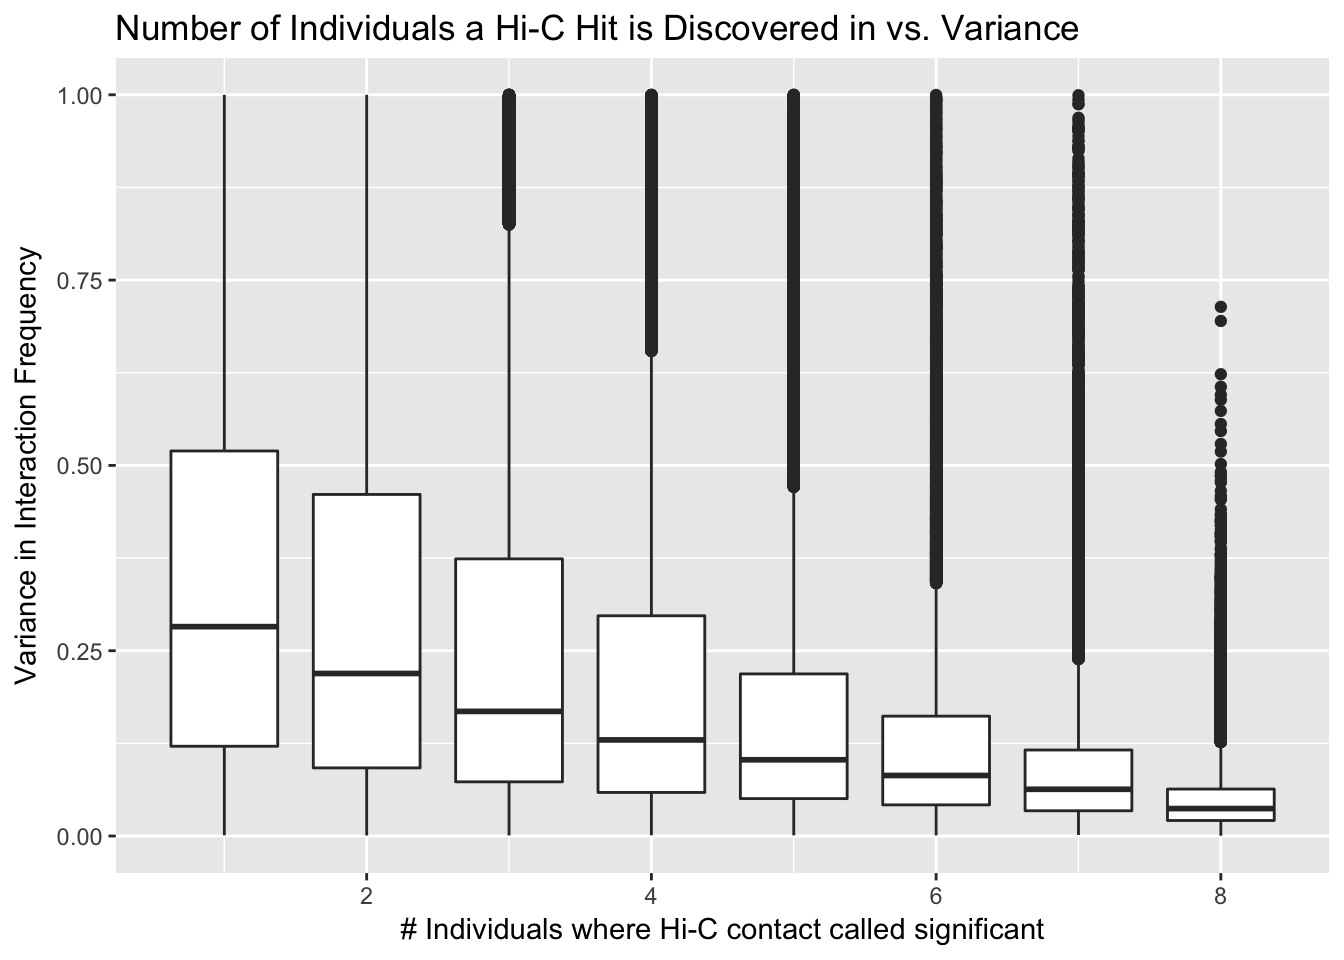 Number of Individuals a Hi-C Hit is Discovered in vs. Variance
Variance in Interaction Frequency
1.00
0.75
0.50
0.25
0.00
2 4 6 8
# Individuals where Hi-C contact called significant